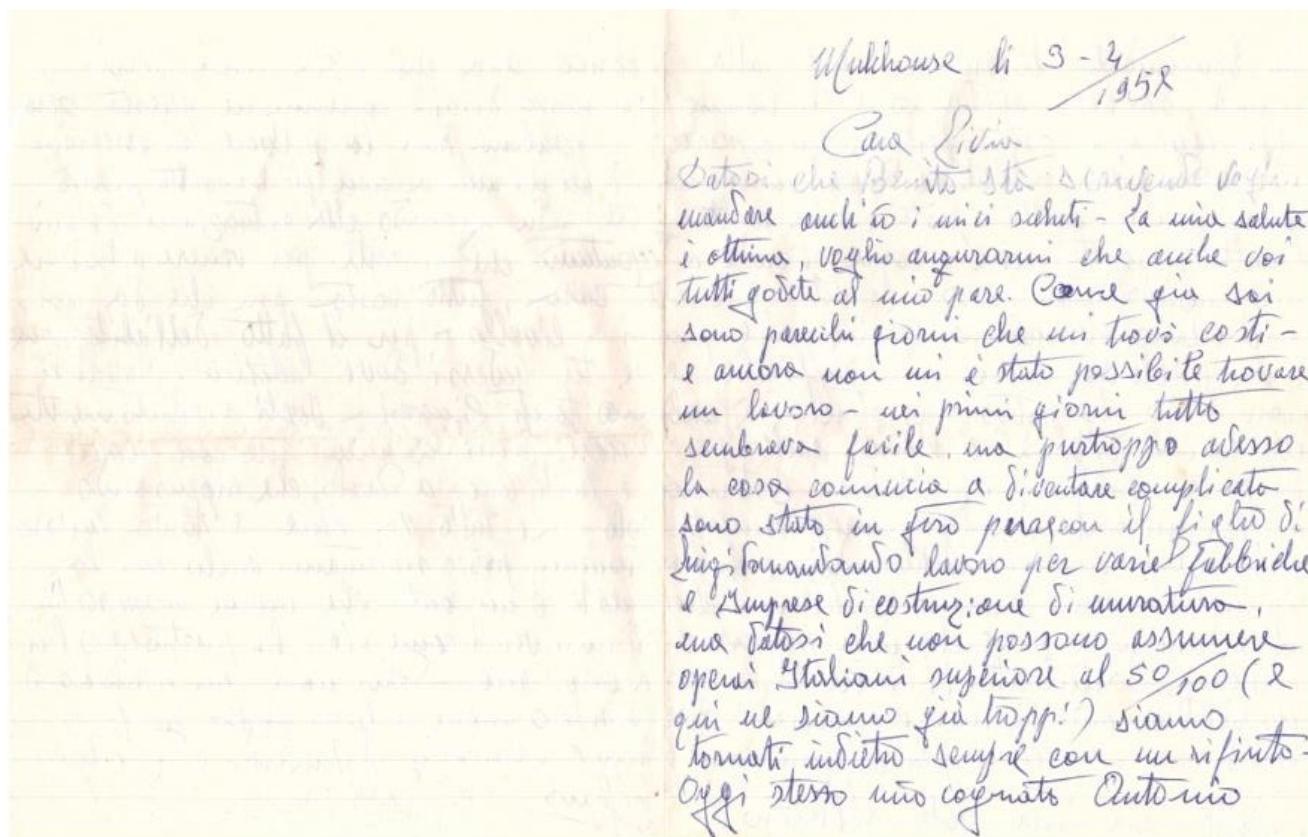 Mulhouse li 3-4/1952
Cara Livia
Datosi che Benito stà scrivendo voglio
mandare anch'io i miei saluti - La mia salute
è ottima, voglio augurarmi che anche voi
tutti godete al mio pare. Come già sai
sono parecchi giorni che mi trovo costi -
e ancora non mi è stato possibile trovare
un lavoro - nei primi giorni tutto
sembrava facile, ma purtroppo adesso
la cosa comincia a diventare complicata
sono stato in giro con il figlio di
Luigi domandando lavoro per varie fabbriche
e Imprese di costruzione di muratura,
ma datosi che non possono assumere
operai Italiani superiore al 50/100 (e
qui ne siamo già troppi!) siamo
tornati indietro sempre con un rifiuto -
Oggi stesso mio cognato Antonio